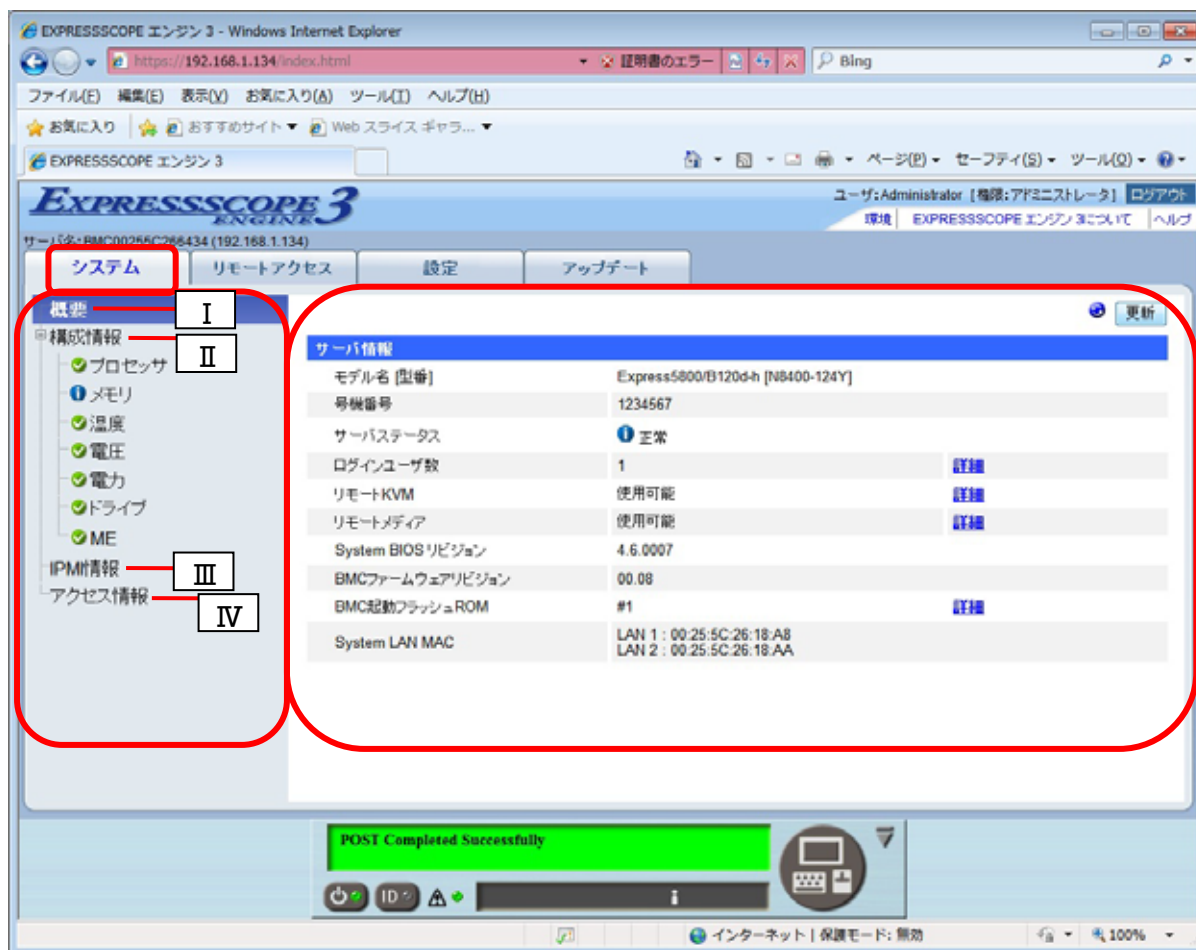 EXPRESSSCOPE エンジン 3 - Windows Internet Explorer
https://192.168.1.134/index.html
証明書のエラー
Bing
ファイル(F) 編集(E) 表示(V) お気に入り(A) ツール(T) ヘルプ(H)
お気に入り おすすめサイト Web スライス ギャラ...
EXPRESSSCOPE エンジン 3
ページ(P) セーフティ(S) ツール(O)
EXPRESSSCOPE ENGINE 3
ユーザ:Administrator [権限:アドミニストレータ] ログアウト
環境 EXPRESSSCOPE エンジン 3について ヘルプ
サーバ名: BMC00255C266434 (192.168.1.134)
システム リモートアクセス 設定 アップデート
概要
I
構成情報
II
プロセッサ
メモリ
温度
電圧
電力
ドライブ
ME
IPMI情報
III
アクセス情報
IV
更新
サーバ情報
モデル名 [型番] Express5800/B120d-h [N8400-124Y]
号機番号 1234567
サーバステータス 正常
ログインユーザ数 1 詳細
リモートKVM 使用可能 詳細
リモートメディア 使用可能 詳細
System BIOS リビジョン 4.6.0007
BMCファームウェアリビジョン 00.08
BMC起動フラッシュROM #1 詳細
System LAN MAC LAN 1 : 00:25:5C:26:18:A8
LAN 2 : 00:25:5C:26:18:AA
POST Completed Successfully
ID
インターネット | 保護モード: 無効
100%